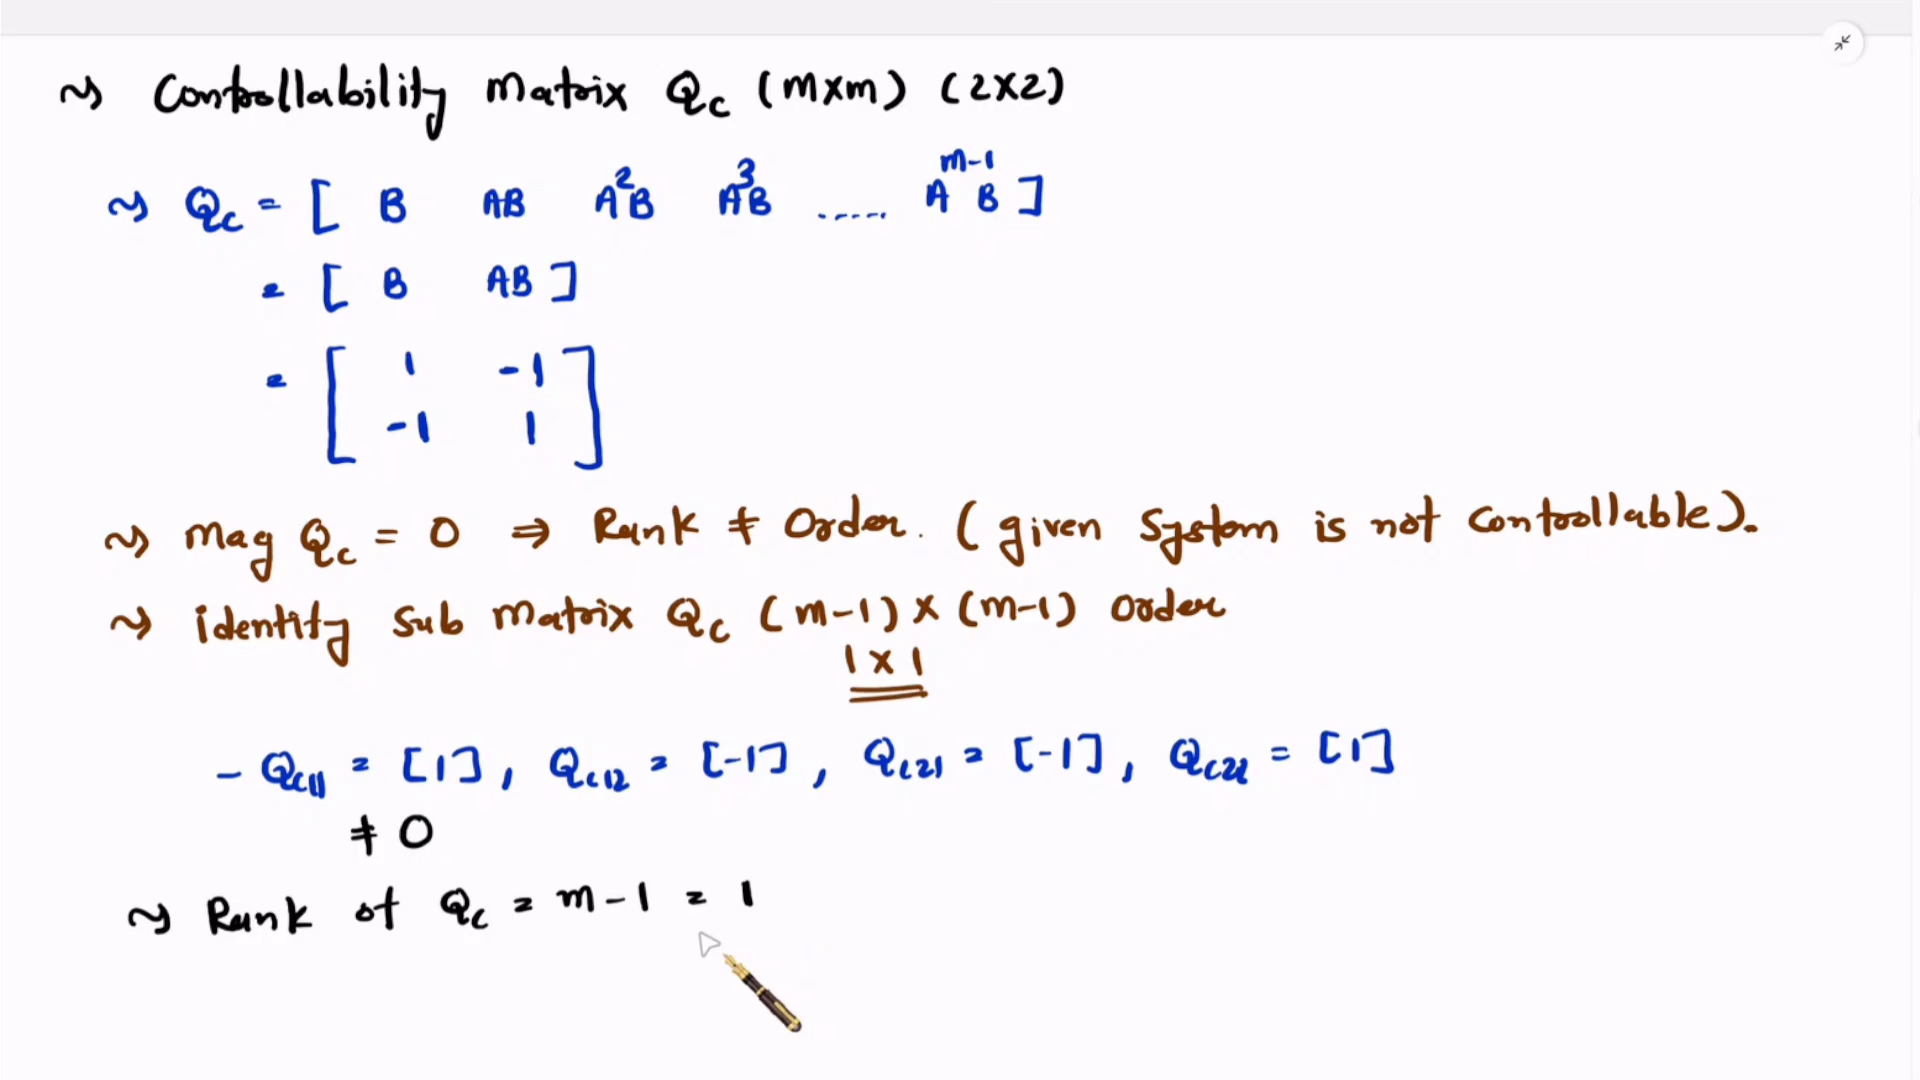 ~> Controllability matrix Qc (m×m) (2×2)
~> Qc = [ B AB A²B A³B ..... Aᵐ⁻¹B ]
= [ B AB ]
= [ 1 -1
-1 1 ]
~> mag Qc = 0 ⇒ Rank ≠ Order. (given System is not controllable).
~> identity sub matrix Qc (m-1) × (m-1) order
1 × 1
- Qc11 = [1], Qc12 = [-1], Qc21 = [-1], Qc22 = [1]
≠ 0
~> Rank of Qc = m-1 = 1